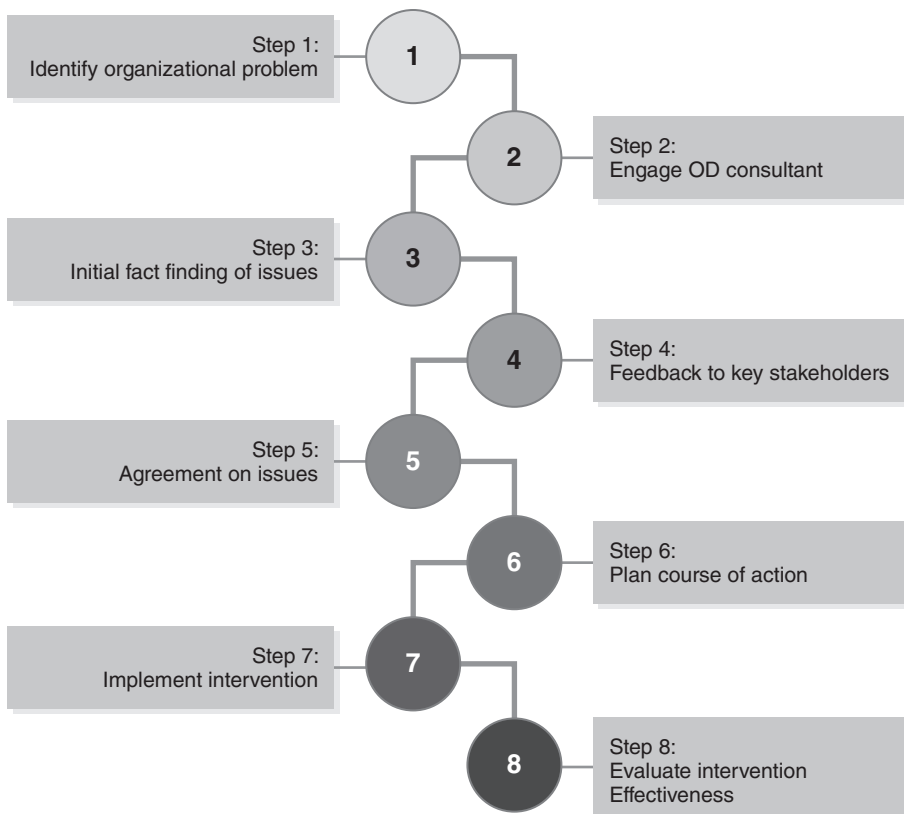 Step 1:
Identify organizational problem
1
2
Step 2:
Engage OD consultant
Step 3:
Initial fact finding of issues
3
4
Step 4:
Feedback to key stakeholders
Step 5:
Agreement on issues
5
6
Step 6:
Plan course of action
Step 7:
Implement intervention
7
8
Step 8:
Evaluate intervention
Effectiveness